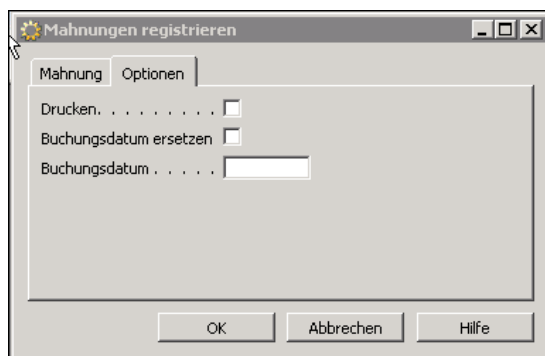 Mahnungen registrieren
Mahnung Optionen
Drucken. . . . . . . . . .
Buchungsdatum ersetzen
Buchungsdatum . . . . .
OK Abbrechen Hilfe